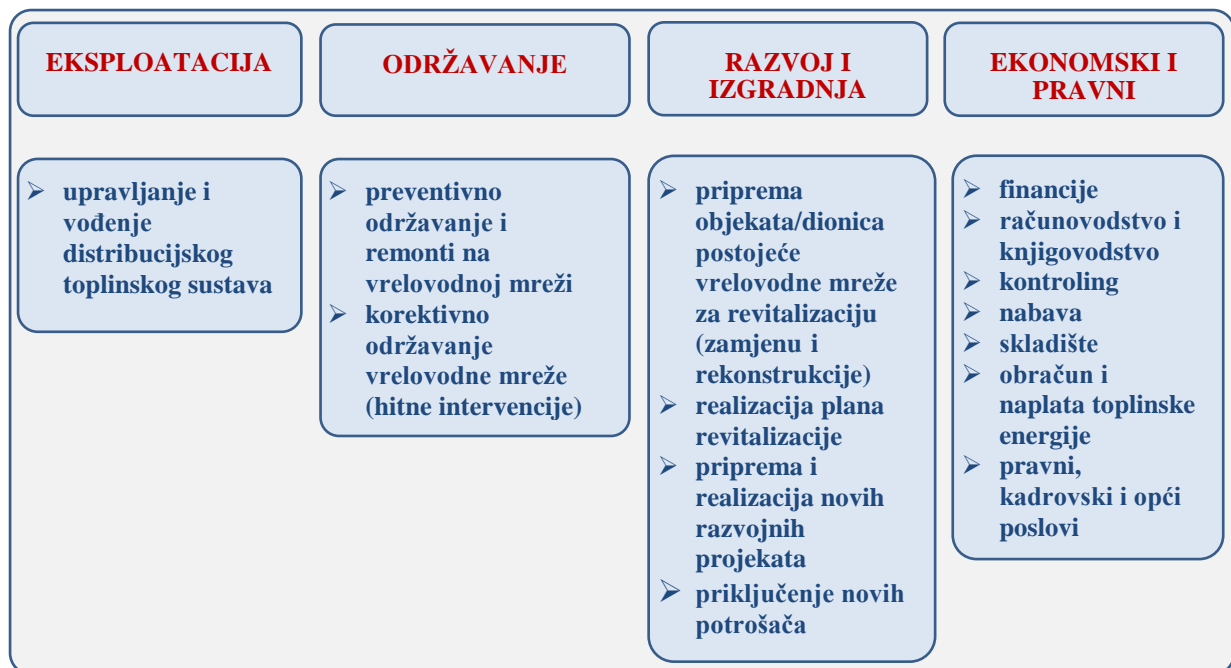 EKSPLOATACIJA
➢ upravljanje i
vođenje
distribucijskog
toplinskog sustava
ODRŽAVANJE
➢ preventivno
održavanje i
remonti na
vrelovodnoj mreži
➢ korektivno
održavanje
vrelovodne mreže
(hitne intervencije)
RAZVOJ I
IZGRADNJA
➢ priprema
objekata/dionica
postojeće
vrelovodne mreže
za revitalizaciju
(zamjenu i
rekonstrukcije)
➢ realizacija plana
revitalizacije
➢ priprema i
realizacija novih
razvojnih
projekata
➢ priključenje novih
potrošača
EKONOMSKI I
PRAVNI
➢ financije
➢ računovodstvo i
knjigovodstvo
➢ kontroling
➢ nabava
➢ skladište
➢ obračun i
naplata toplinske
energije
➢ pravni,
kadrovski i opći
poslovi